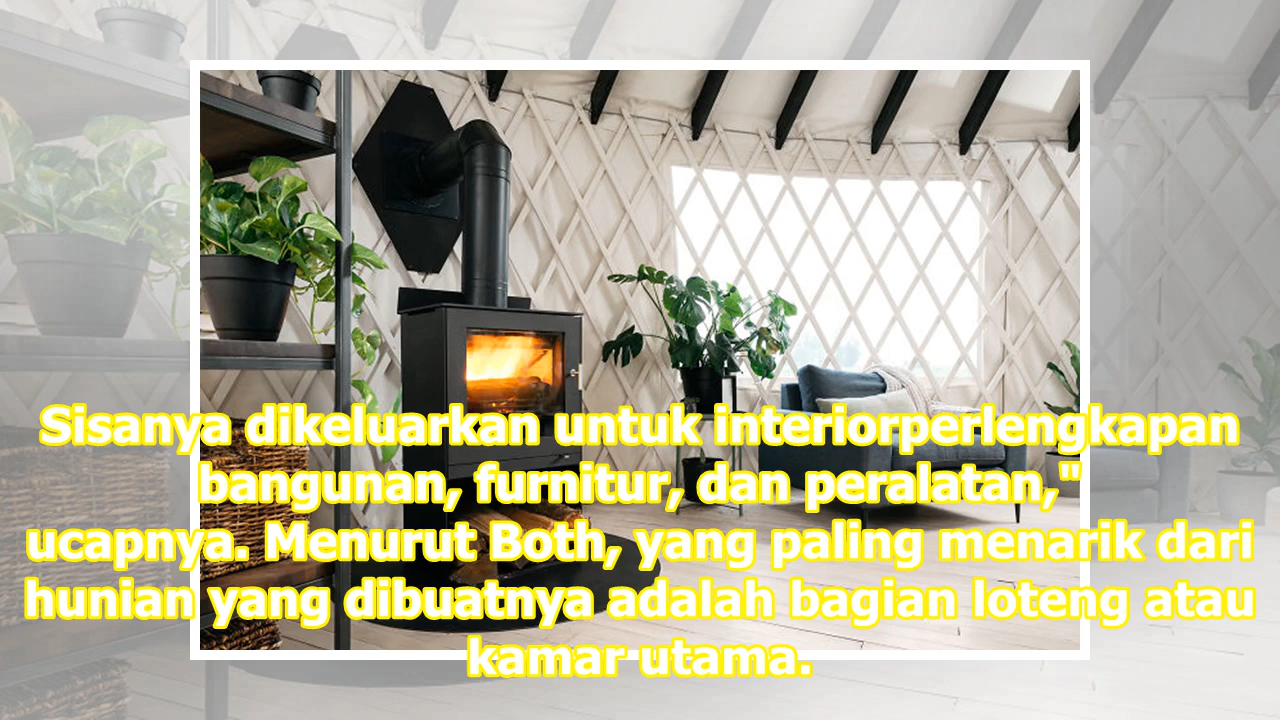 Sisanya dikeluarkan untuk interiorperlengkapan
bangunan, furnitur, dan peralatan,"
ucapnya. Menurut Both, yang paling menarik dari
hunian yang dibuatnya adalah bagian loteng atau
kamar utama.